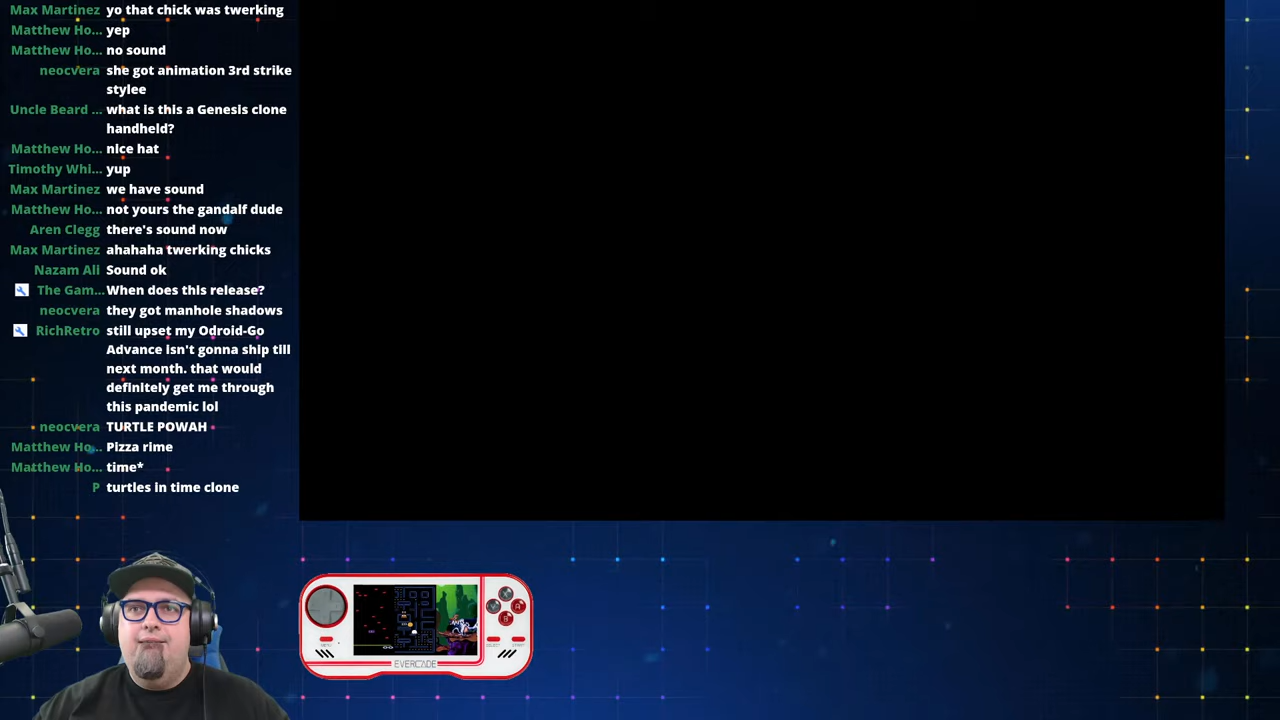 Max Martinez yo that chick was twerking
Matthew Ho... yep
Matthew Ho... no sound
neocvera she got animation 3rd strike
stylee
Uncle Beard ... what is this a Genesis clone
handheld?
Matthew Ho... nice hat
Timothy Whi... yup
Max Martinez we have sound
Matthew Ho... not yours the gandalf dude
Aren Clegg there's sound now
Max Martinez ahahaha twerking chicks
Nazam Ali Sound ok
The Gam... When does this release?
neocvera they got manhole shadows
RichRetro still upset my Odroid-Go
Advance isn't gonna ship till
next month. that would
definitely get me through
this pandemic lol
neocvera TURTLE POWAH
Matthew Ho... Pizza rime
Matthew Ho... time*
P turtles in time clone
EVERCADE